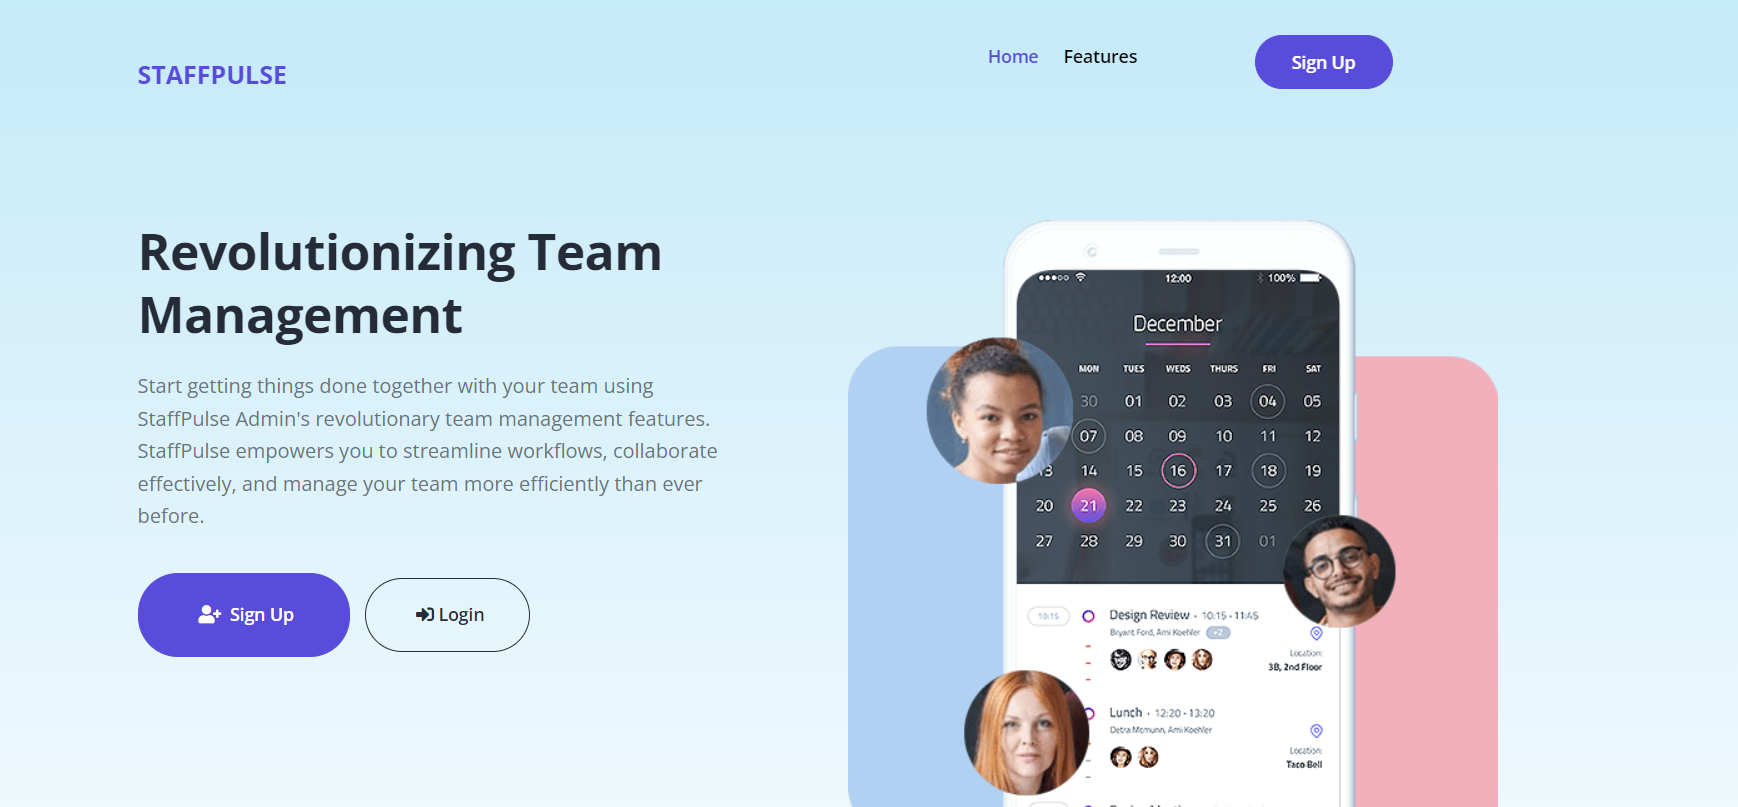 STAFFPULSE
Home
Features
Sign Up
Revolutionizing Team
Management
Start getting things done together with your team using
StaffPulse Admin's revolutionary team management features.
StaffPulse empowers you to streamline workflows, collaborate
effectively, and manage your team more efficiently than ever
before.
Sign Up
Login
12:00
100%
December
MON TUES WEDS THURS FRI SAT
30 01 02 03 04 05
07 08 09 10 11 12
14 15 16 17 18 19
20 21 22 23 24 25 26
27 28 29 30 31 01
10:15
Design Review • 10:15 - 11:45
Bryant Ford, Ami Koehler +2
Location:
3B, 2nd Floor
Lunch • 12:20 - 13:20
Detra Mcmunn, Ami Koehler
Location:
Taco Bell